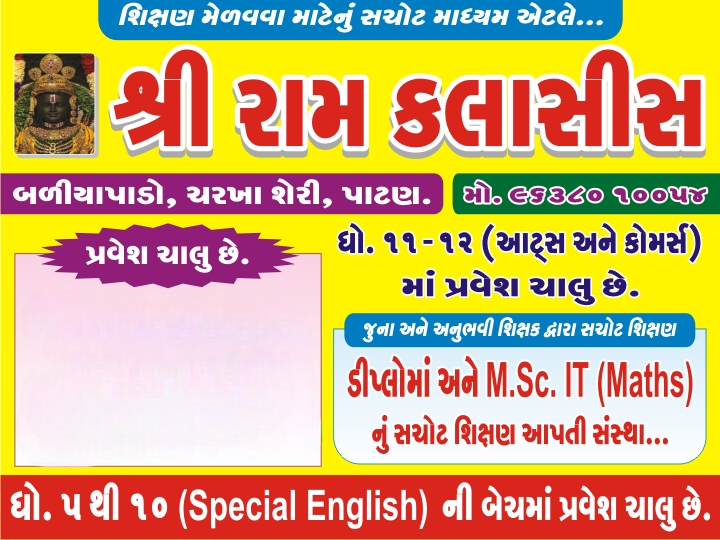 શિક્ષણ મેળવવા માટેનું સચોટ માધ્યમ એટલે...
શ્રી રામ કલાસીસ
બળીયાપાડો, ચરખા શેરી, પાટણ.
મો. ૯૬૩૮૦ ૧૦૦૫૪
પ્રવેશ ચાલુ છે.
ધો. ૧૧-૧૨ (આર્ટ્સ અને કોમર્સ)
માં પ્રવેશ ચાલુ છે.
જુના અને અનુભવી શિક્ષક દ્વારા સચોટ શિક્ષણ
ડીપ્લોમાં અને M.Sc. IT (Maths)
નું સચોટ શિક્ષણ આપતી સંસ્થા...
ધો. ૫ થી ૧૦ (Special English) ની બેચમાં પ્રવેશ ચાલુ છે.